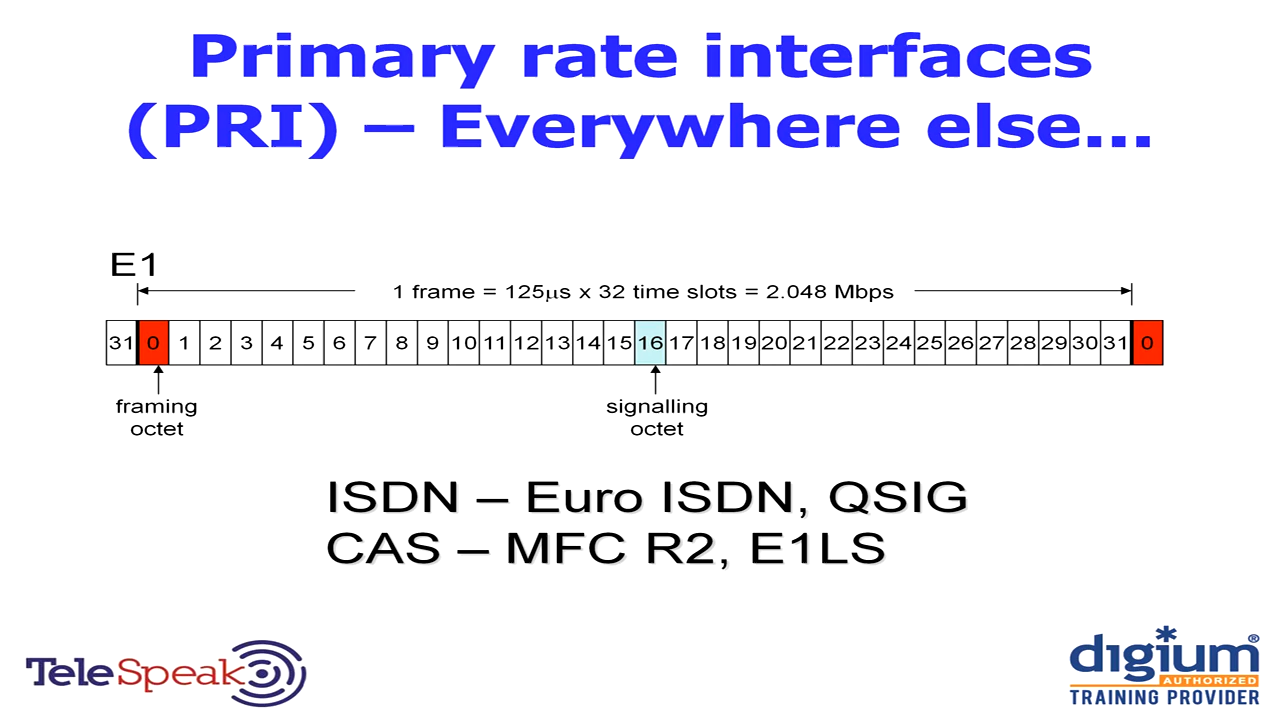 Primary rate interfaces
(PRI) – Everywhere else...
E1
1 frame = 125µs x 32 time slots = 2.048 Mbps
31 0 1 2 3 4 5 6 7 8 9 10 11 12 13 14 15 16 17 18 19 20 21 22 23 24 25 26 27 28 29 30 31 0
framing
octet
signalling
octet
ISDN – Euro ISDN, QSIG
CAS – MFC R2, E1LS
TeleSpeak
digium®
AUTHORIZED
TRAINING PROVIDER